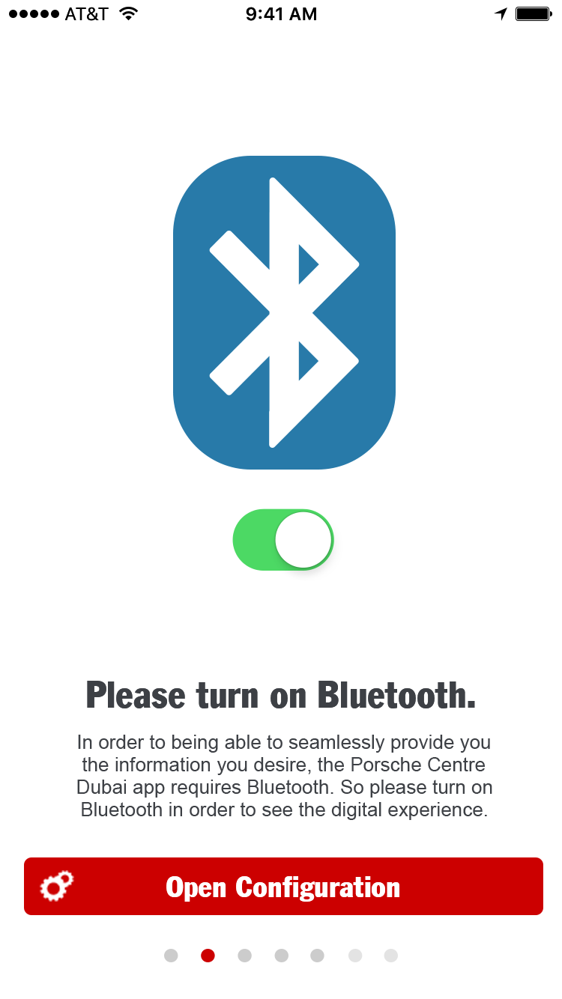 AT&T 9:41 AM
Please turn on Bluetooth.
In order to being able to seamlessly provide you
the information you desire, the Porsche Centre
Dubai app requires Bluetooth. So please turn on
Bluetooth in order to see the digital experience.
Open Configuration